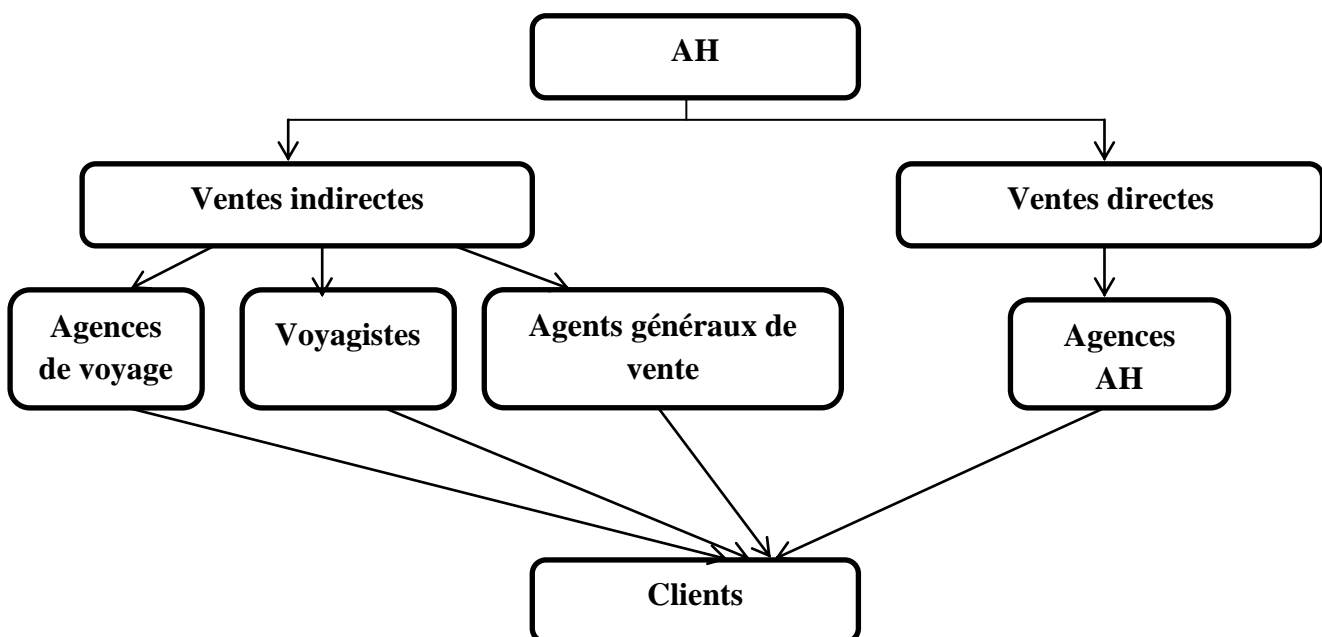 AH
Ventes indirectes
Ventes directes
Agences
de voyage
Voyagistes
Agents généraux de
vente
Agences
AH
Clients